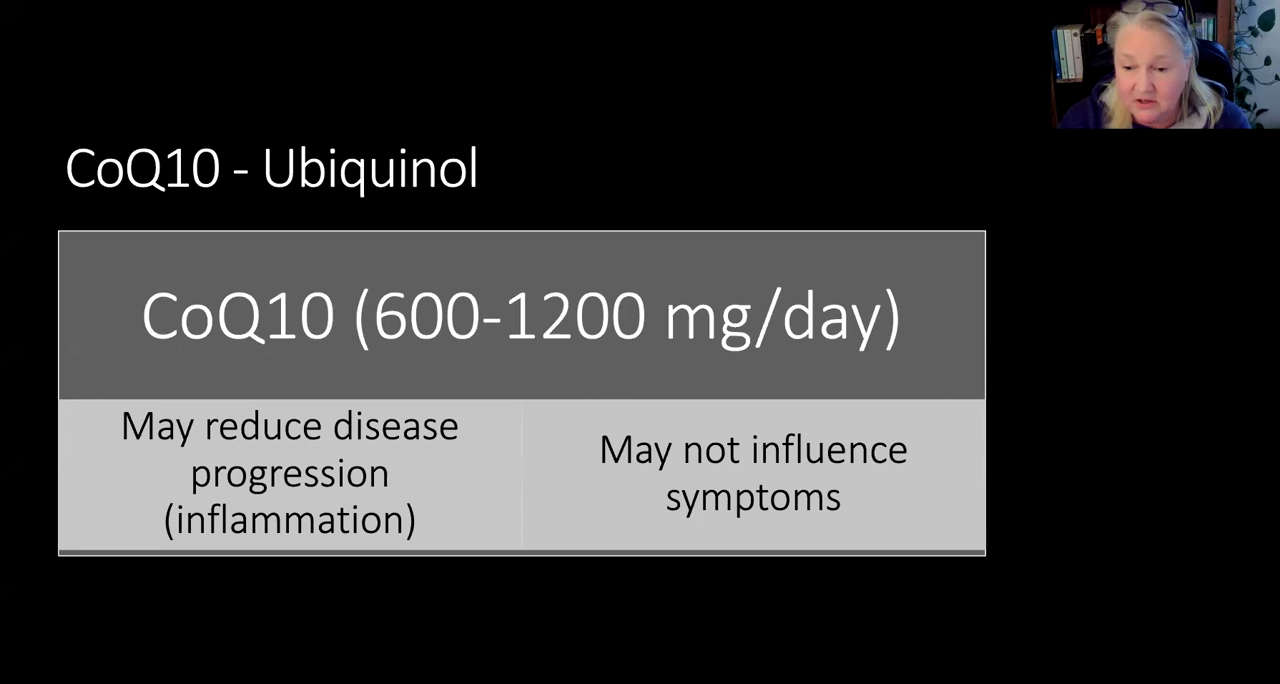 CoQ10 - Ubiquinol
CoQ10 (600-1200 mg/day)
May reduce disease
progression
(inflammation)
May not influence
symptoms